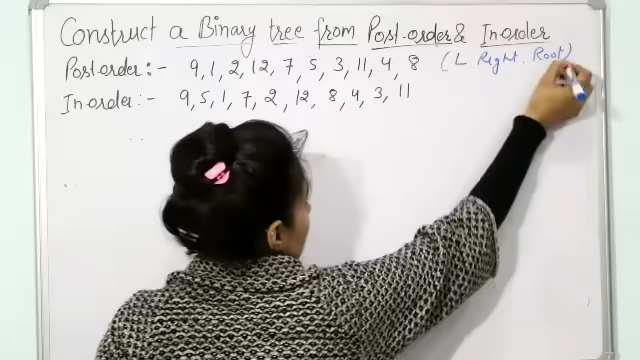 Construct a Binary tree from Post-order & Inorder
Postorder:- 9, 1, 2, 12, 7, 5, 3, 11, 4, 8 (L Right, Root)
Inorder:- 9, 5, 1, 7, 2, 12, 8, 4, 3, 11